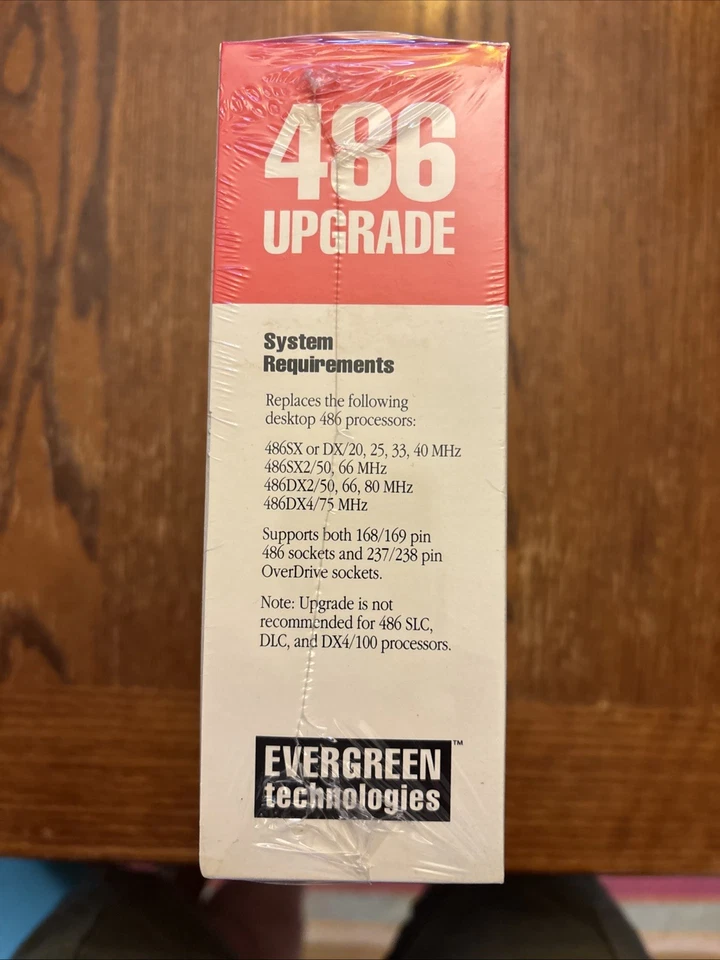 486
UPGRADE
System
Requirements
Replaces the following
desktop 486 processors:
486SX or DX/20, 25, 33, 40 MHz
486SX2/50, 66 MHz
486DX2/50, 66, 80 MHz
486DX4/75 MHz
Supports both 168/169 pin
486 sockets and 237/238 pin
OverDrive sockets.
Note: Upgrade is not
recommended for 486 SLC,
DLC, and DX4/100 processors.
EVERGREEN™
technologies